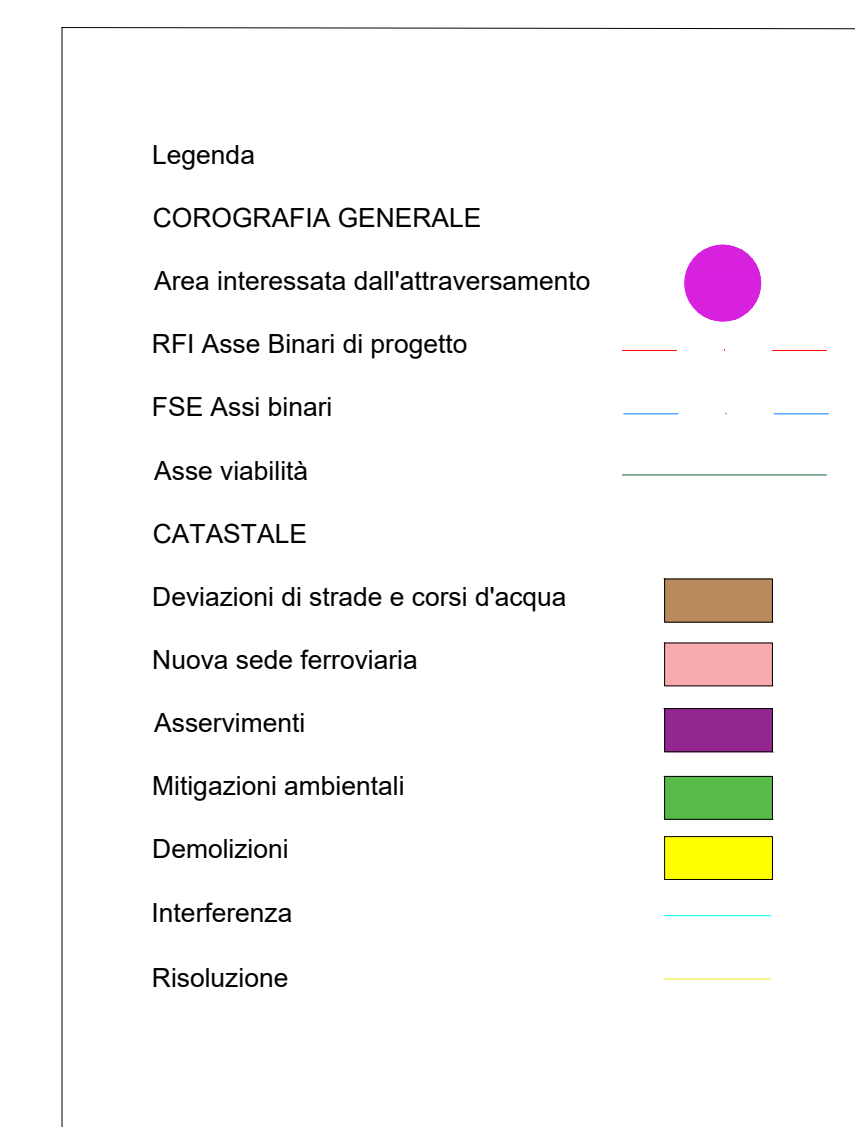 Legenda
COROGRAFIA GENERALE
Area interessata dall'attraversamento
RFI Asse Binari di progetto
FSE Assi binari
Asse viabilità
CATASTALE
Deviazioni di strade e corsi d'acqua
Nuova sede ferroviaria
Asservimenti
Mitigazioni ambientali
Demolizioni
Interferenza
Risoluzione